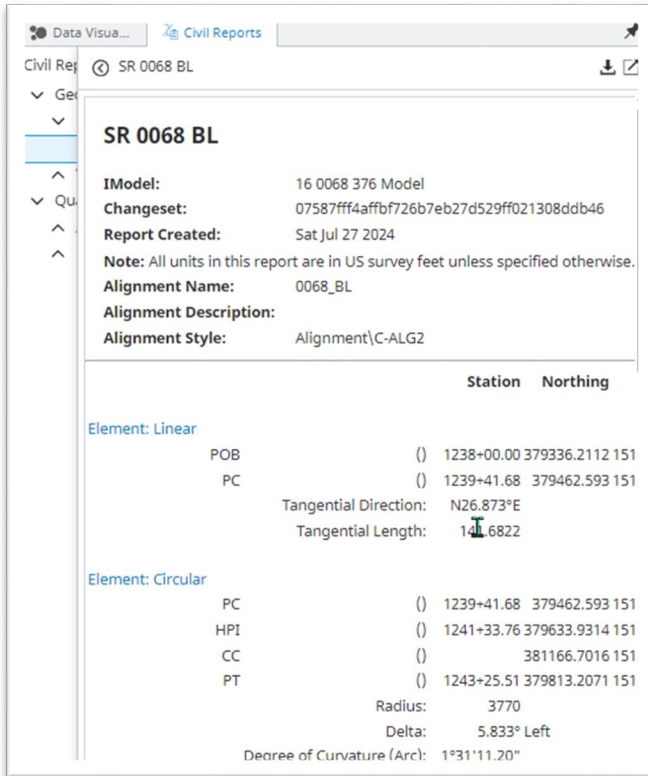 Data Visua... Civil Reports
Civil Rep SR 0068 BL
Geo
SR 0068 BL
IModel: 16 0068 376 Model
Changeset: 07587fff4affbf726b7eb27d529ff021308ddb46
Qua
Report Created: Sat Jul 27 2024
Note: All units in this report are in US survey feet unless specified otherwise.
Alignment Name: 0068_BL
Alignment Description:
Alignment Style: Alignment\C-ALG2
Station Northing
Element: Linear
POB () 1238+00.00 379336.2112 151
PC () 1239+41.68 379462.593 151
Tangential Direction: N26.873°E
Tangential Length: 141.6822
Element: Circular
PC () 1239+41.68 379462.593 151
HPI () 1241+33.76 379633.9314 151
CC () 381166.7016 151
PT () 1243+25.51 379813.2071 151
Radius: 3770
Delta: 5.833° Left
Degree of Curvature (Arc): 1°31'11.20"